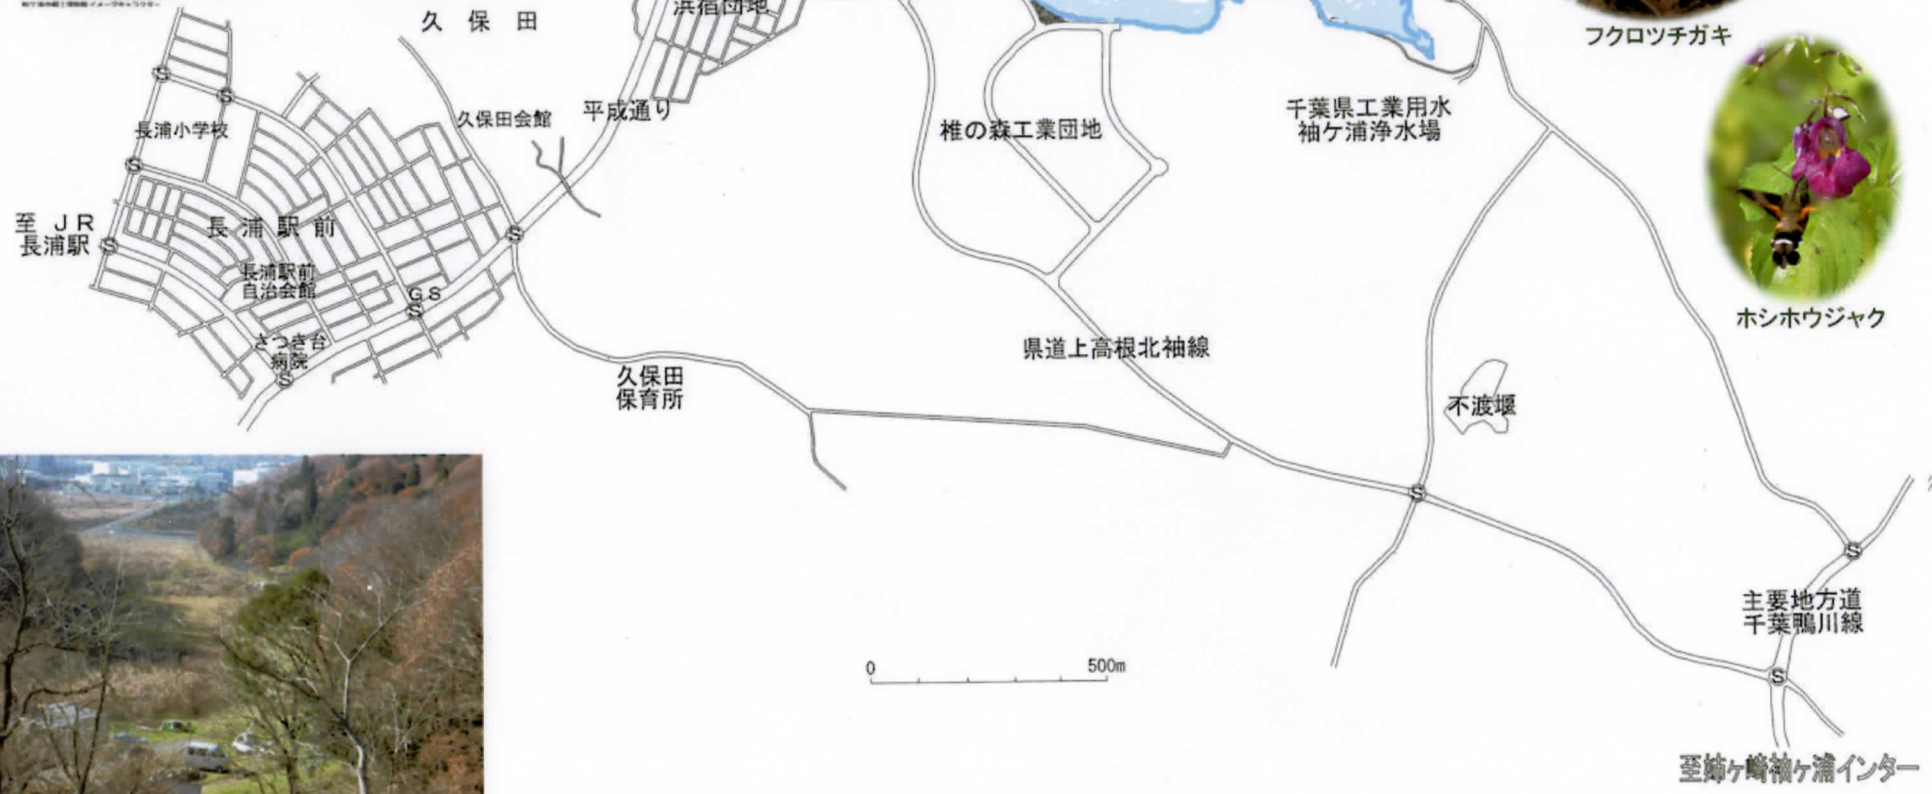 久保田
浜宿団地
フクロツチガキ
長浦小学校
久保田会館
平成通り
椎の森工業団地
千葉県工業用水
袖ケ浦浄水場
至 JR
長浦駅
長浦駅前
長浦駅前
自治会館
GS
さつき台
病院
久保田
保育所
県道上高根北袖線
不渡堰
ホシホウジャク
主要地方道
千葉鴨川線
0 500m
至姉ヶ崎袖ヶ浦インター
S
S
S
S
S
S
S
S
S
S